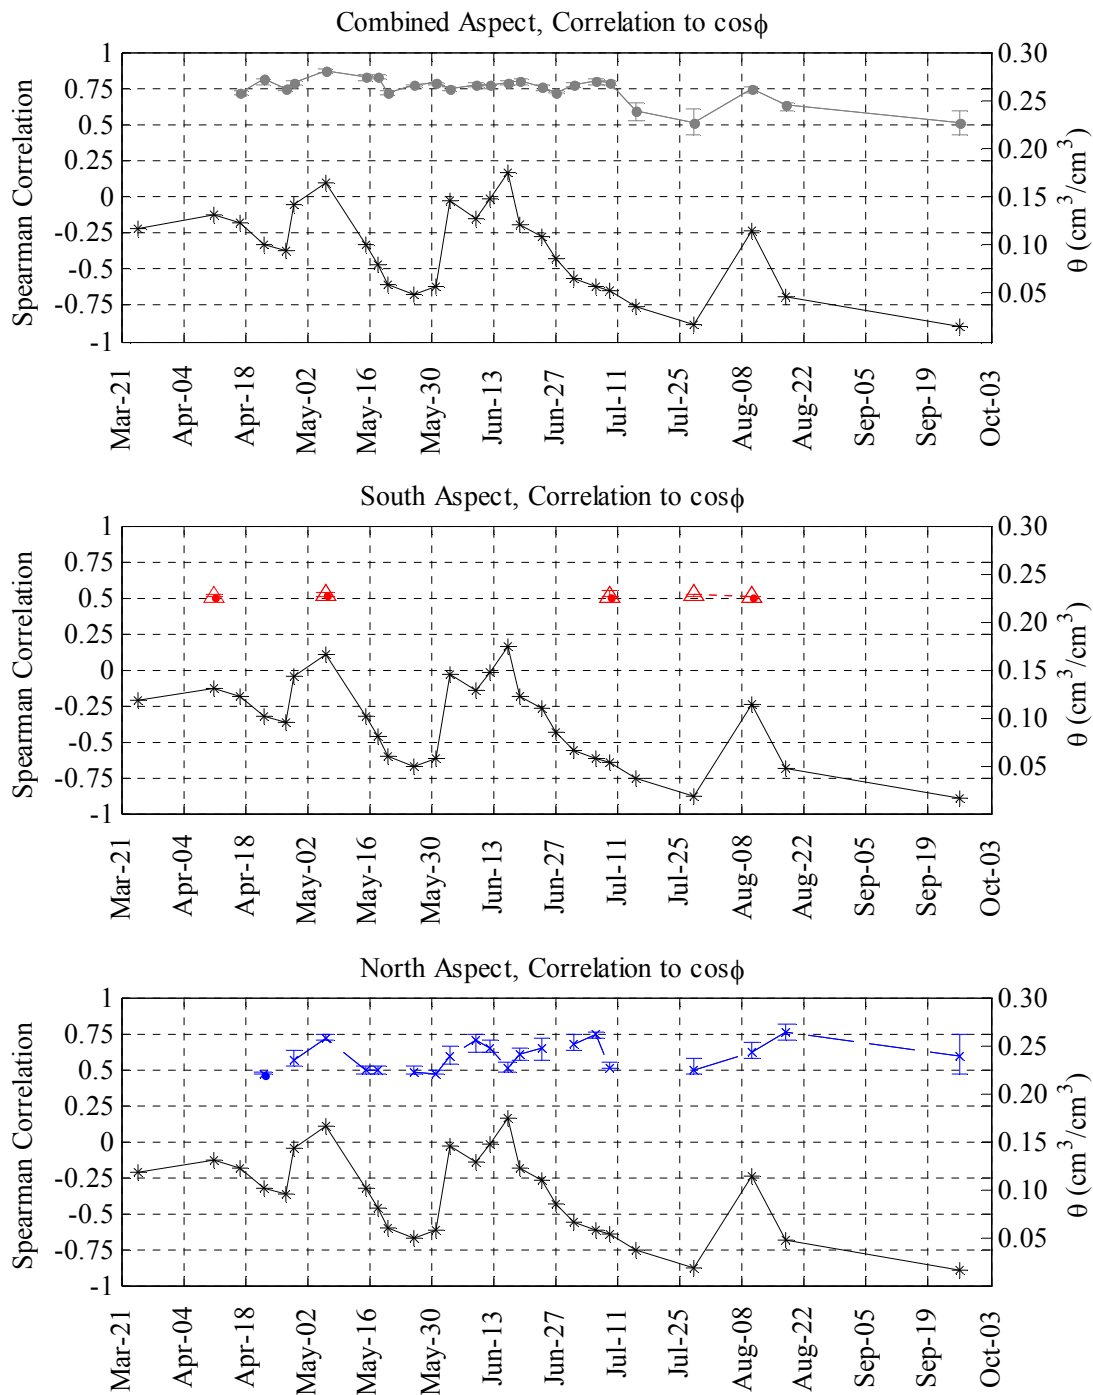 Combined Aspect, Correlation to cosϕ
Spearman Correlation
1
0.75
0.5
0.25
0
-0.25
-0.5
-0.75
-1
0.30
0.25
0.20
0.15
0.10
0.05
θ (cm³/cm³)
Mar-21
Apr-04
Apr-18
May-02
May-16
May-30
Jun-13
Jun-27
Jul-11
Jul-25
Aug-08
Aug-22
Sep-05
Sep-19
Oct-03
South Aspect, Correlation to cosϕ
Spearman Correlation
1
0.75
0.5
0.25
0
-0.25
-0.5
-0.75
-1
0.30
0.25
0.20
0.15
0.10
0.05
θ (cm³/cm³)
Mar-21
Apr-04
Apr-18
May-02
May-16
May-30
Jun-13
Jun-27
Jul-11
Jul-25
Aug-08
Aug-22
Sep-05
Sep-19
Oct-03
North Aspect, Correlation to cosϕ
Spearman Correlation
1
0.75
0.5
0.25
0
-0.25
-0.5
-0.75
-1
0.30
0.25
0.20
0.15
0.10
0.05
θ (cm³/cm³)
Mar-21
Apr-04
Apr-18
May-02
May-16
May-30
Jun-13
Jun-27
Jul-11
Jul-25
Aug-08
Aug-22
Sep-05
Sep-19
Oct-03